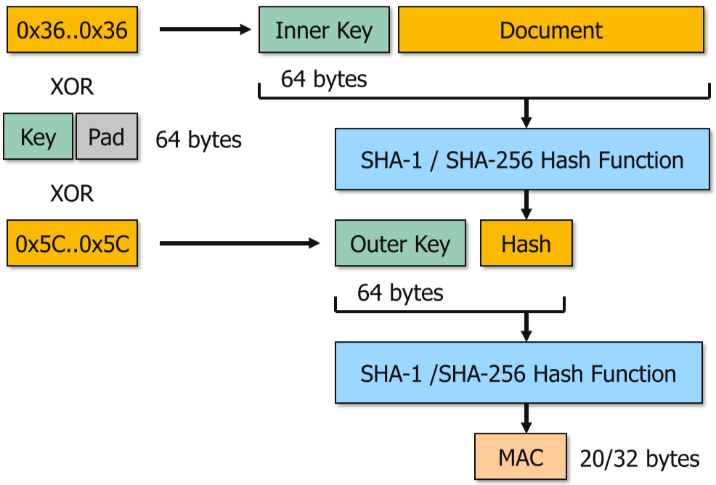 0x36..0x36
Inner Key
Document
XOR
64 bytes
Key
Pad
64 bytes
SHA-1 / SHA-256 Hash Function
XOR
0x5C..0x5C
Outer Key
Hash
64 bytes
SHA-1 /SHA-256 Hash Function
MAC
20/32 bytes